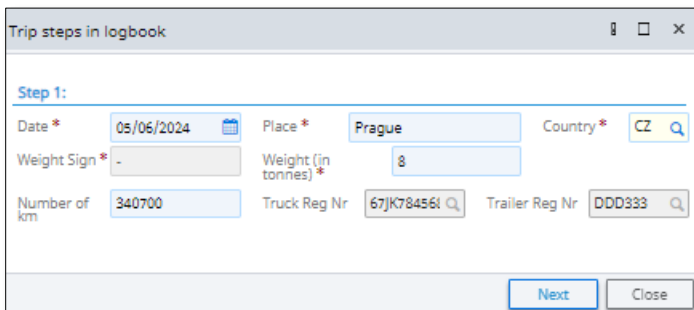 Trip steps in logbook
Step 1:
Date * 05/06/2024 Place * Prague Country * CZ
Weight Sign * - Weight (in tonnes) * 8
Number of km 340700 Truck Reg Nr Trailer Reg Nr DDD333
Next Close